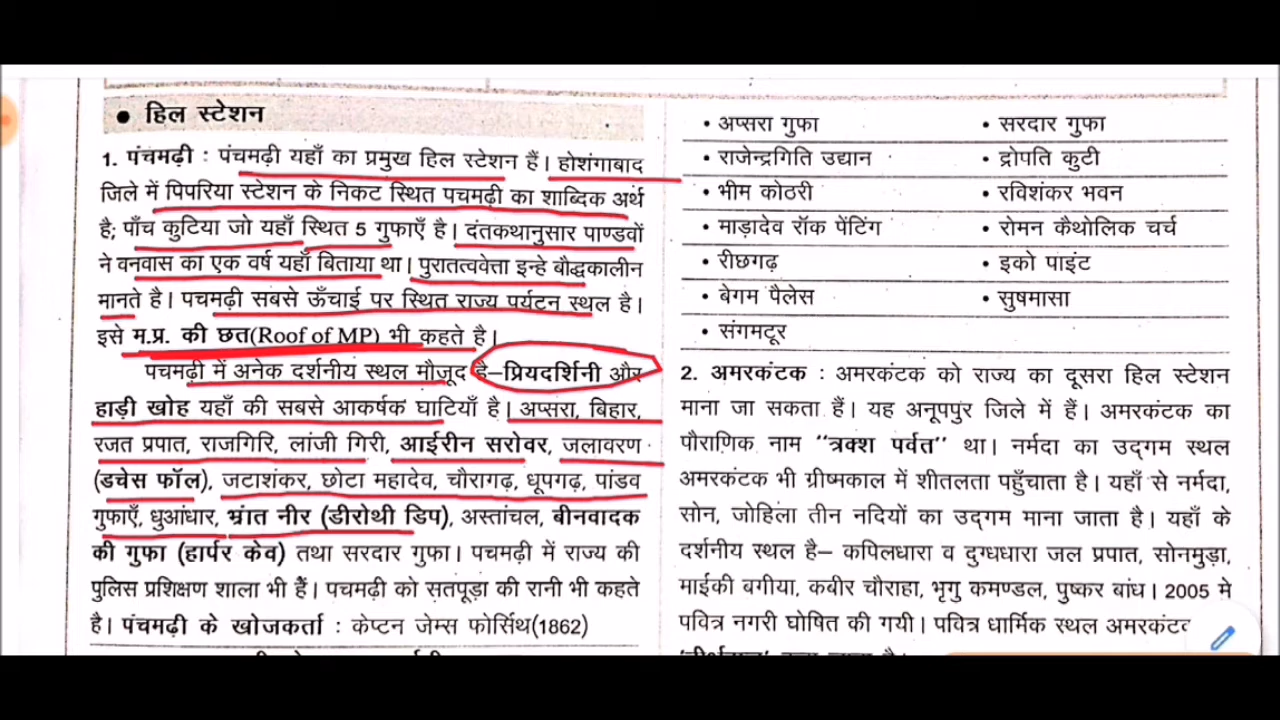 • हिल स्टेशन
1. पंचमढ़ी : पंचमढ़ी यहाँ का प्रमुख हिल स्टेशन हैं। होशंगाबाद
जिले में पिपरिया स्टेशन के निकट स्थित पचमढ़ी का शाब्दिक अर्थ
है; पाँच कुटिया जो यहाँ स्थित 5 गुफाएँ है। दंतकथानुसार पाण्डवों
ने वनवास का एक वर्ष यहाँ बिताया था। पुरातत्ववेत्ता इन्हे बौद्धकालीन
मानते है। पचमढ़ी सबसे ऊँचाई पर स्थित राज्य पर्यटन स्थल है।
इसे म.प्र. की छत(Roof of MP) भी कहते है।
पचमढ़ी में अनेक दर्शनीय स्थल मौजूद है–प्रियदर्शिनी और
हाड़ी खोह यहाँ की सबसे आकर्षक घाटियाँ है। अप्सरा, बिहार,
रजत प्रपात, राजगिरि, लांजी गिरी, आईरीन सरोवर, जलावरण
(डचेस फॉल), जटाशंकर, छोटा महादेव, चौरागढ़, धूपगढ़, पांडव
गुफाएँ, धुआंधार, भ्रांत नीर (डीरोथी डिप), अस्तांचल, बीनवादक
की गुफा (हार्पर केव) तथा सरदार गुफा। पचमढ़ी में राज्य की
पुलिस प्रशिक्षण शाला भी हैं। पचमढ़ी को सतपूड़ा की रानी भी कहते
है। पंचमढ़ी के खोजकर्ता : केप्टन जेम्स फोर्सिथ(1862)
• अप्सरा गुफा • सरदार गुफा
• राजेन्द्रगिति उद्यान • द्रोपति कुटी
• भीम कोठरी • रविशंकर भवन
• माड़ादेव रॉक पेंटिंग • रोमन कैथोलिक चर्च
• रीछगढ़ • इको पाइंट
• बेगम पैलेस • सुषमासा
• संगमटूर
2. अमरकंटक : अमरकंटक को राज्य का दूसरा हिल स्टेशन
माना जा सकता हैं। यह अनूपपुर जिले में हैं। अमरकंटक का
पौराणिक नाम “त्रक्श पर्वत” था। नर्मदा का उद्‌गम स्थल
अमरकंटक भी ग्रीष्मकाल में शीतलता पहुँचाता है। यहाँ से नर्मदा,
सोन, जोहिला तीन नदियों का उद्‌गम माना जाता है। यहाँ के
दर्शनीय स्थल है– कपिलधारा व दुग्धधारा जल प्रपात, सोनमुड़ा,
माईकी बगीया, कबीर चौराहा, भृगु कमण्डल, पुष्कर बांध। 2005 मे
पवित्र नगरी घोषित की गयी। पवित्र धार्मिक स्थल अमरकंटक